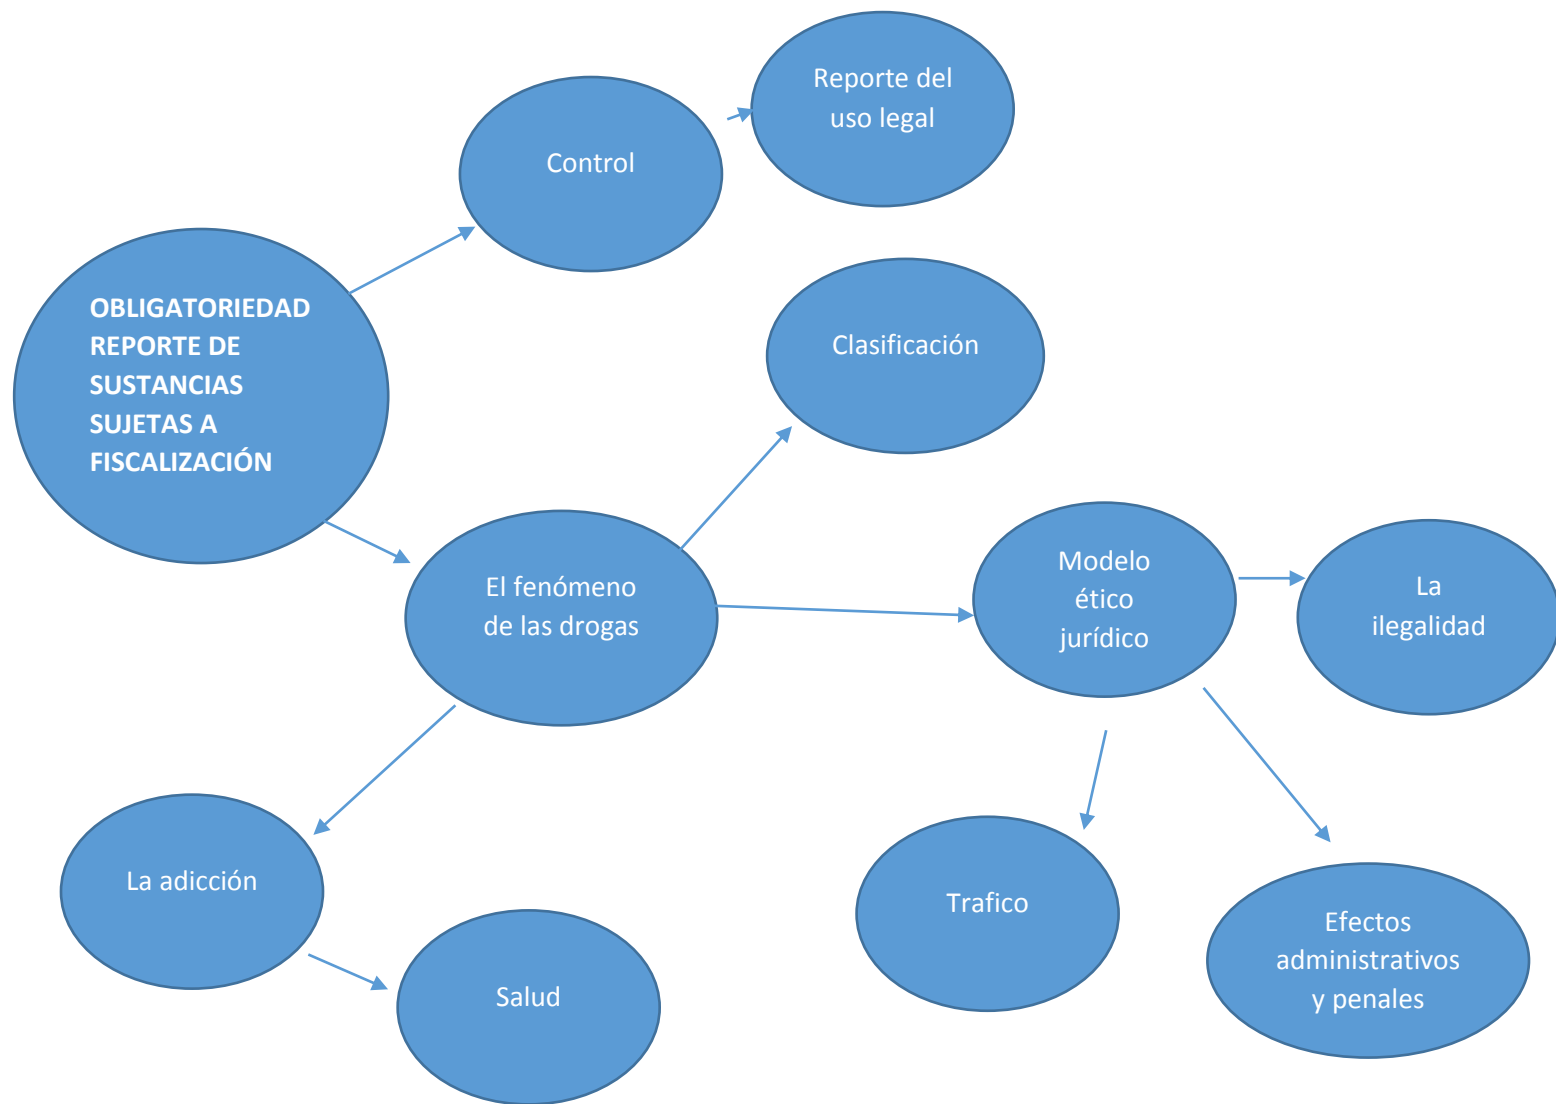 Reporte del
uso legal
Control
OBLIGATORIEDAD
REPORTE DE
SUSTANCIAS
SUJETAS A
FISCALIZACIÓN
Clasificación
El fenómeno
de las drogas
Modelo
ético
jurídico
La
ilegalidad
La adicción
Salud
Trafico
Efectos
administrativos
y penales